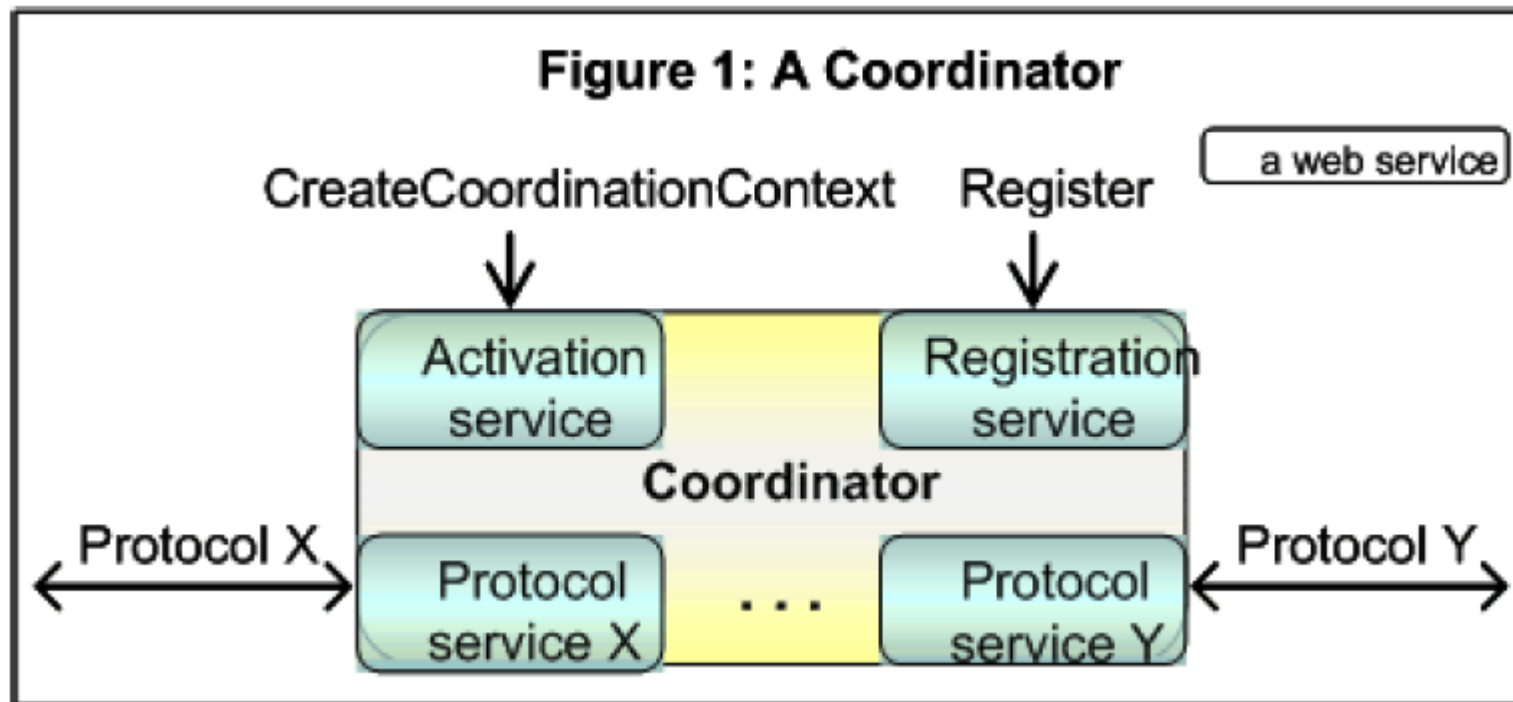 Figure 1: A Coordinator
a web service
CreateCoordinationContext
Register
Activation
service
Registration
service
Coordinator
Protocol X
Protocol Y
Protocol
service X
. . .
Protocol
service Y